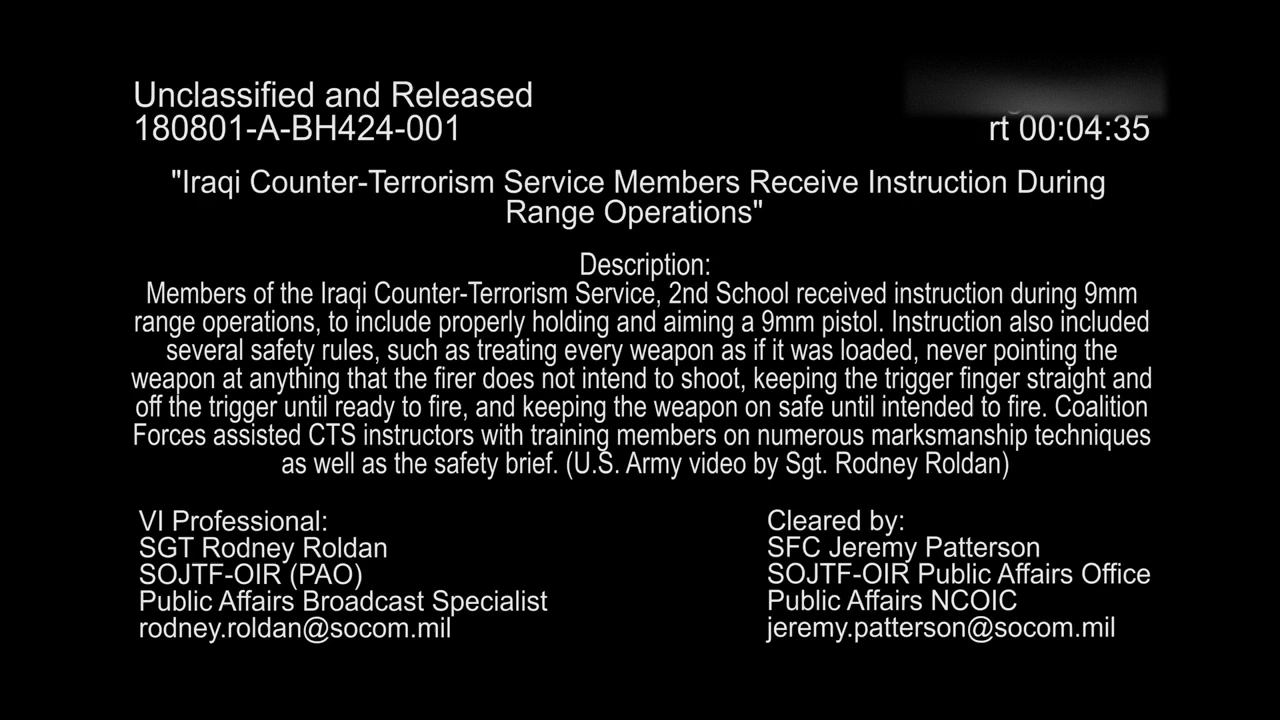 Unclassified and Released
180801-A-BH424-001
rt 00:04:35
"Iraqi Counter-Terrorism Service Members Receive Instruction During
Range Operations"
Description:
Members of the Iraqi Counter-Terrorism Service, 2nd School received instruction during 9mm
range operations, to include properly holding and aiming a 9mm pistol. Instruction also included
several safety rules, such as treating every weapon as if it was loaded, never pointing the
weapon at anything that the firer does not intend to shoot, keeping the trigger finger straight and
off the trigger until ready to fire, and keeping the weapon on safe until intended to fire. Coalition
Forces assisted CTS instructors with training members on numerous marksmanship techniques
as well as the safety brief. (U.S. Army video by Sgt. Rodney Roldan)
VI Professional:
SGT Rodney Roldan
SOJTF-OIR (PAO)
Public Affairs Broadcast Specialist
rodney.roldan@socom.mil
Cleared by:
SFC Jeremy Patterson
SOJTF-OIR Public Affairs Office
Public Affairs NCOIC
jeremy.patterson@socom.mil